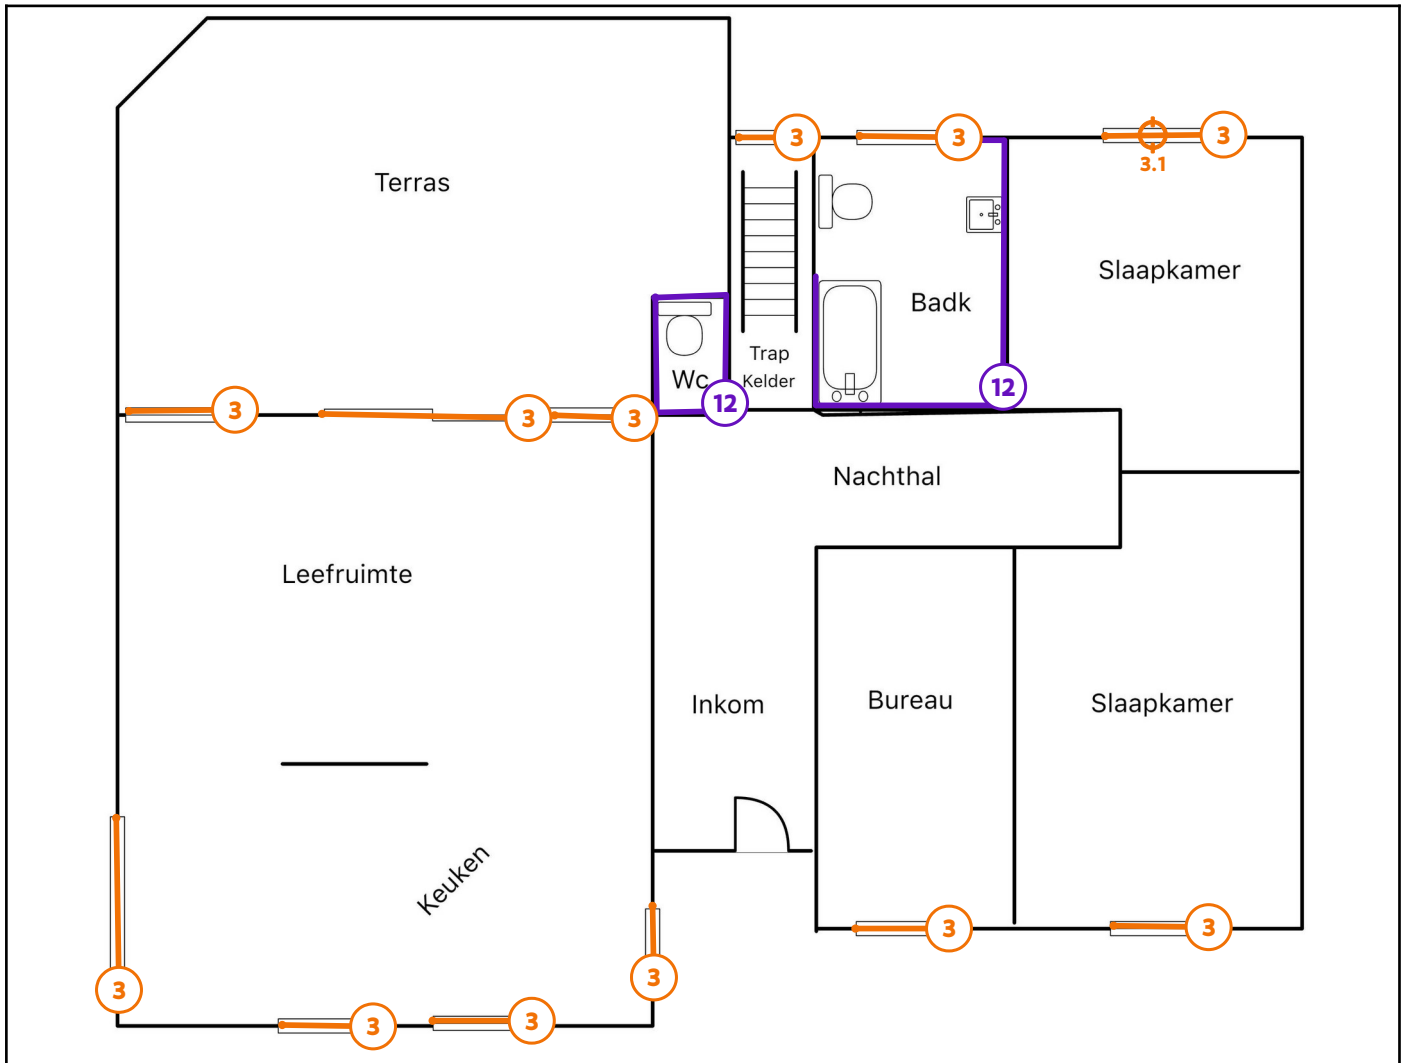 3
3
3
3.1
Terras
Slaapkamer
Badk
Trap
Kelder
Wc
12
12
3
3
3
Nachthal
Leefruimte
Inkom
Bureau
Slaapkamer
Keuken
3
3
3
3
3
3